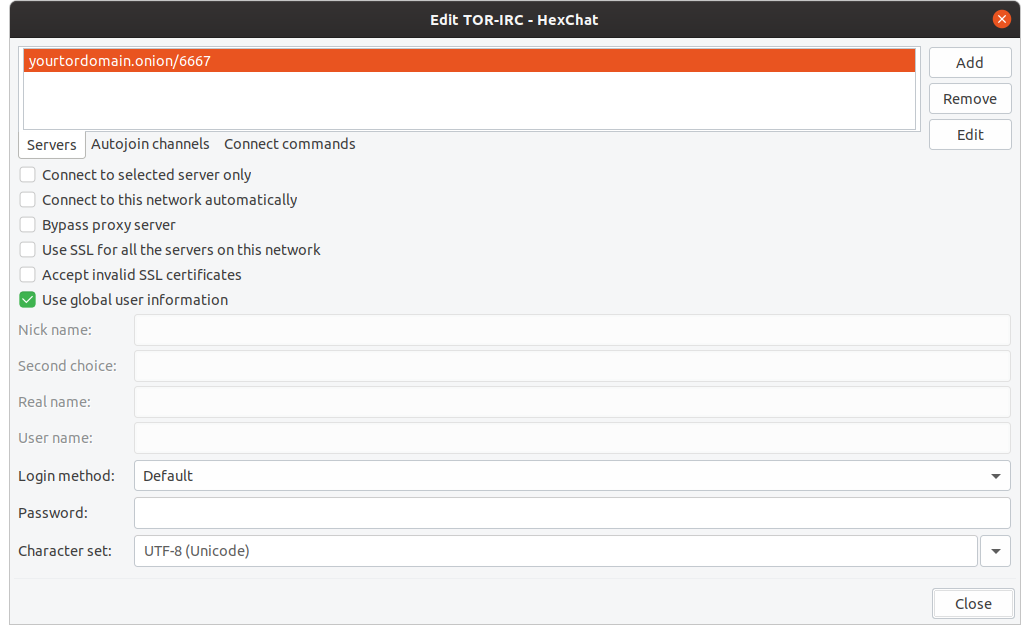 Edit TOR-IRC - HexChat
yourtordomain.onion/6667
Add
Remove
Edit
Servers Autojoin channels Connect commands
Connect to selected server only
Connect to this network automatically
Bypass proxy server
Use SSL for all the servers on this network
Accept invalid SSL certificates
Use global user information
Nick name:
Second choice:
Real name:
User name:
Login method: Default
Password:
Character set: UTF-8 (Unicode)
Close